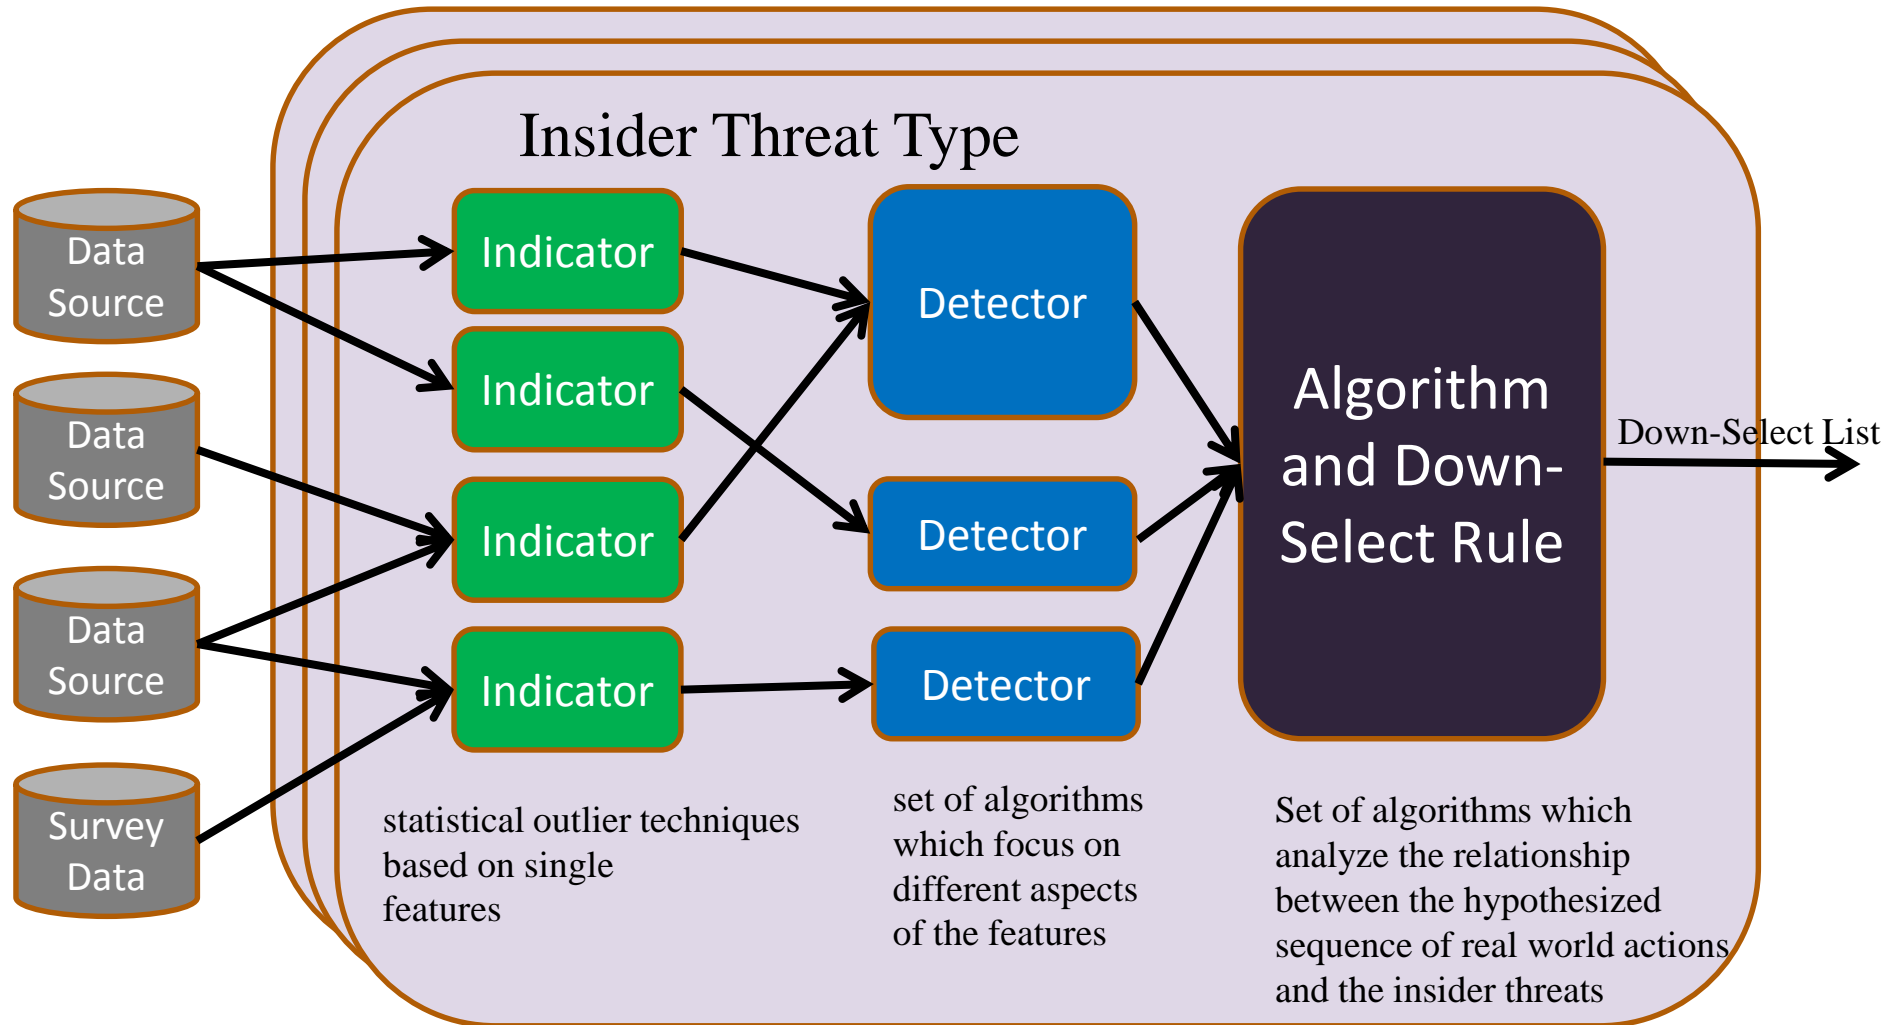 Insider Threat Type
Data
Source
Data
Source
Data
Source
Survey
Data
Indicator
Indicator
Indicator
Indicator
Detector
Detector
Detector
Algorithm
and Down-
Select Rule
Down-Select List
statistical outlier techniques
based on single
features
set of algorithms
which focus on
different aspects
of the features
Set of algorithms which
analyze the relationship
between the hypothesized
sequence of real world actions
and the insider threats